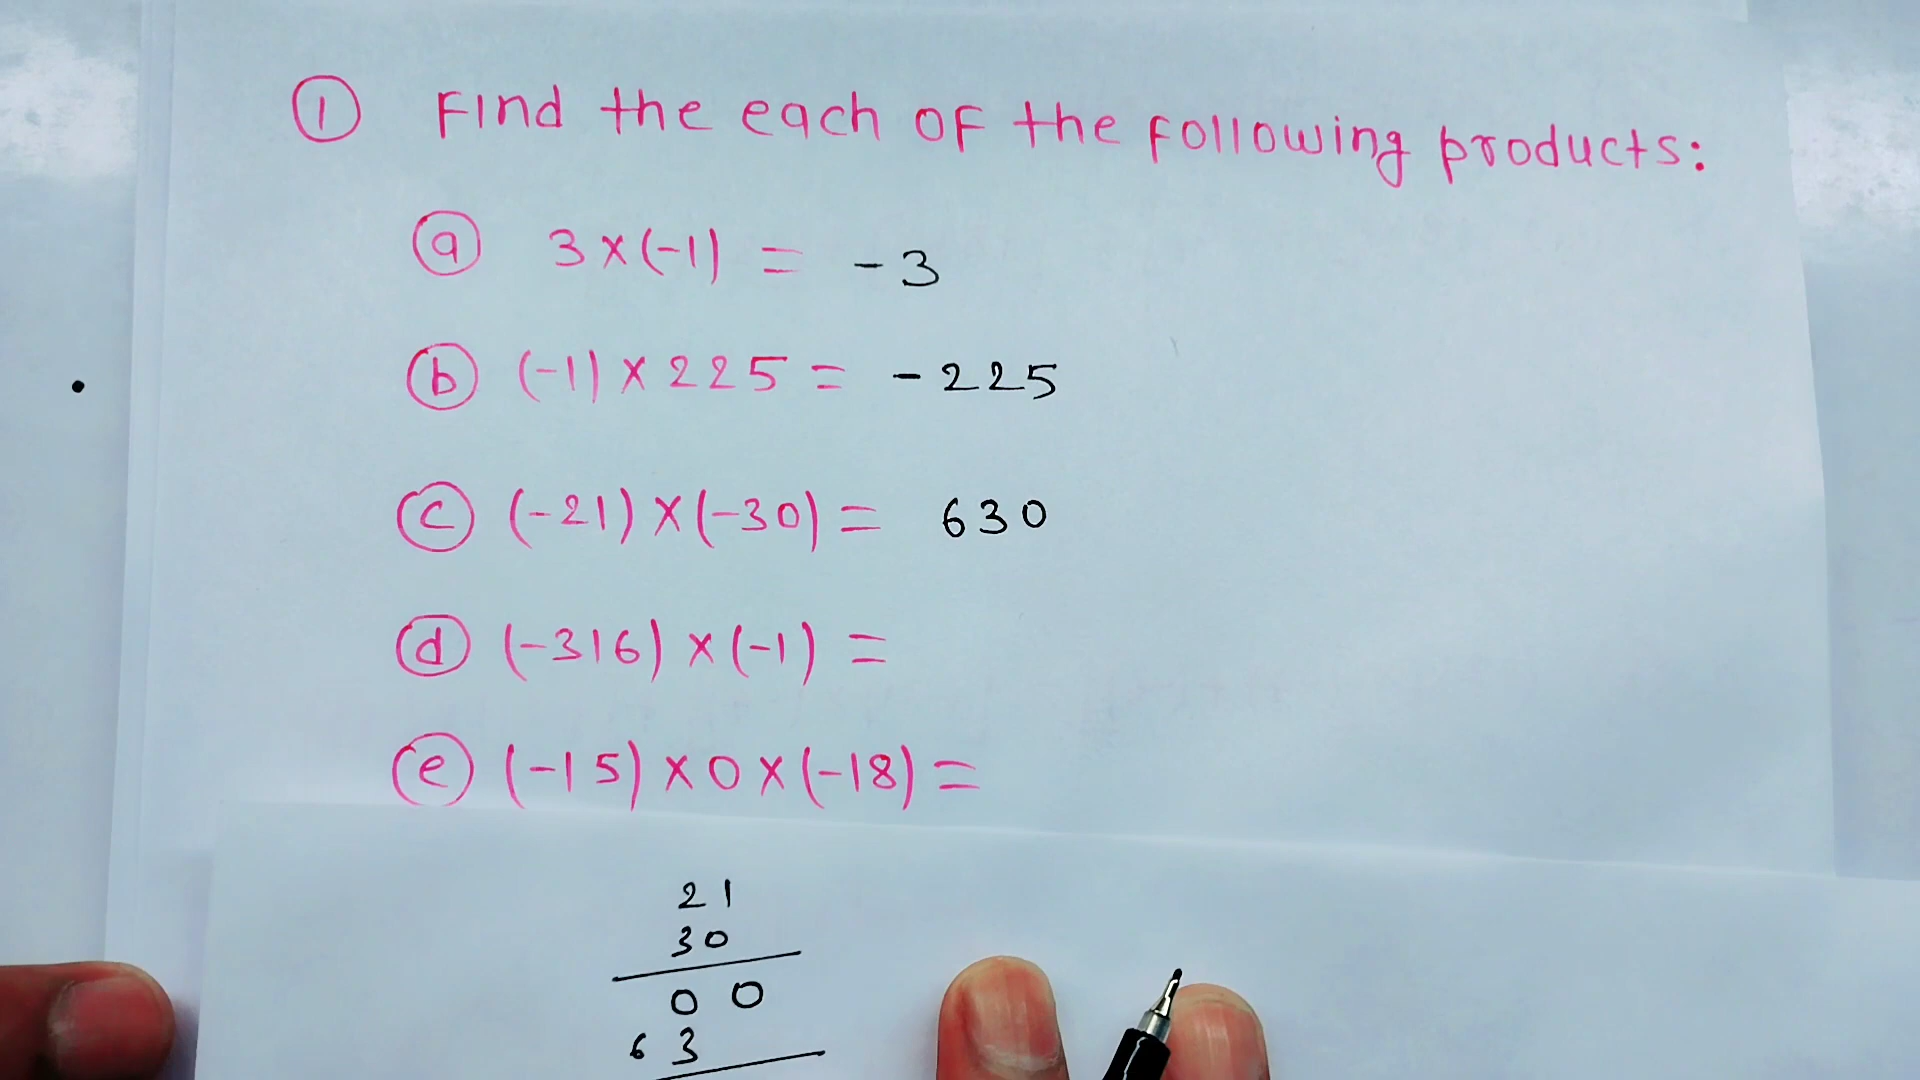 ① Find the each of the following products:
ⓐ 3×(-1) = -3
ⓑ (-1)×225 = -225
ⓒ (-21)×(-30) = 630
ⓓ (-316)×(-1) =
ⓔ (-15)×0×(-18) =
21
30
00
63